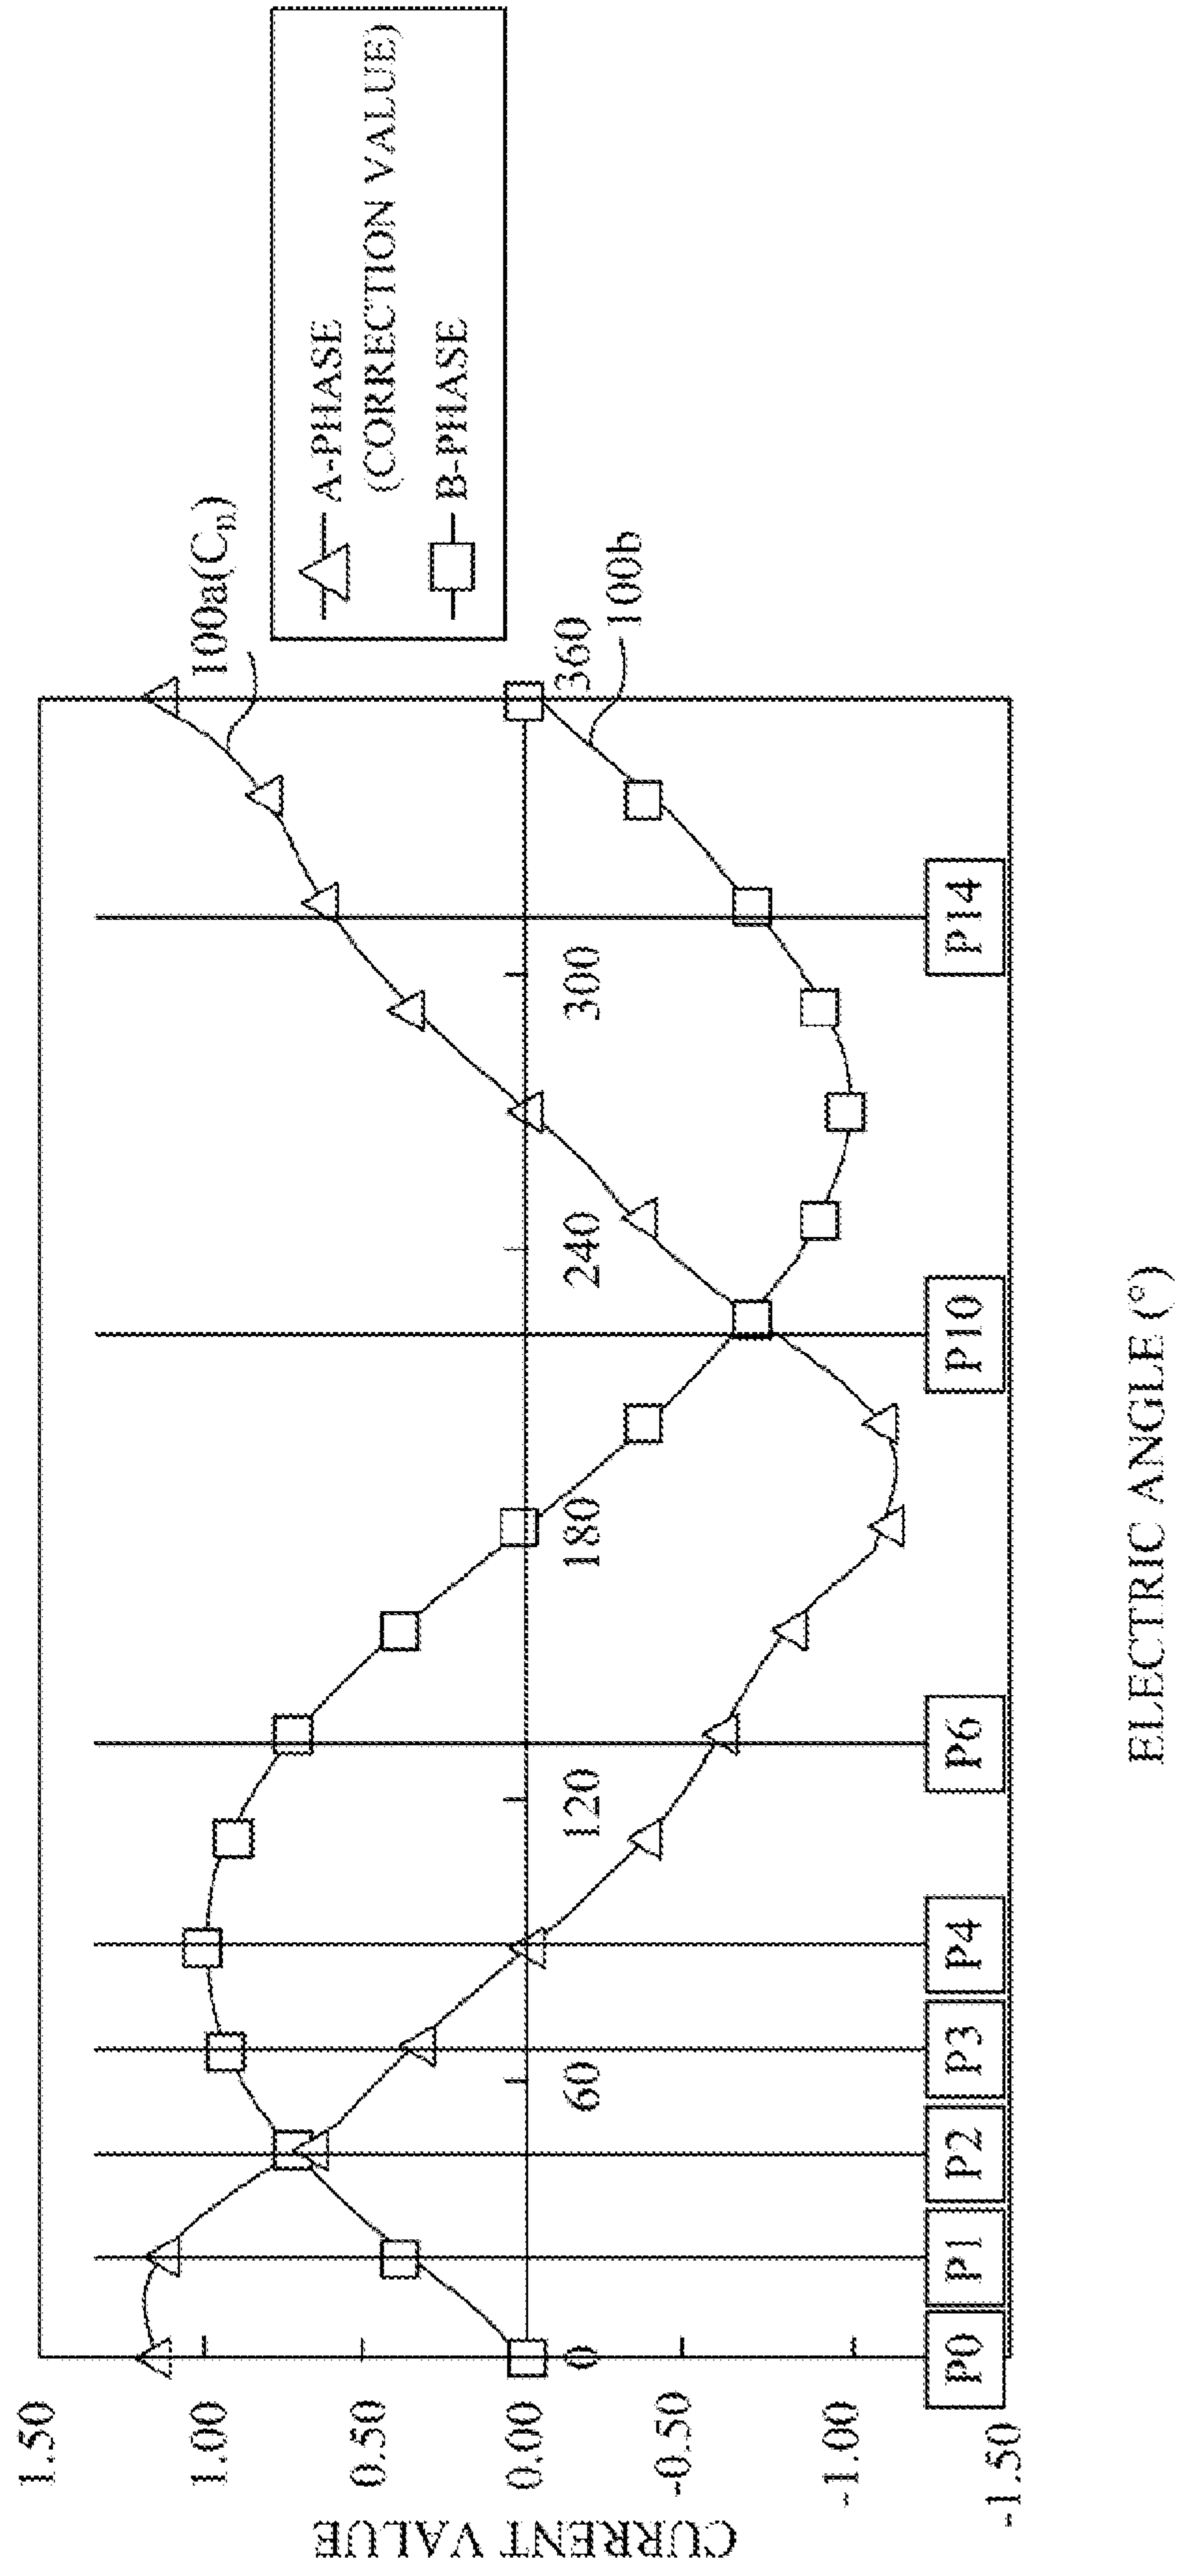 1.50
1.00
0.50
0.00
-0.50
-1.00
-1.50
CURRENT VALUE
0
60
120
180
240
300
360
P0
P1
P2
P3
P4
P6
P10
P14
ELECTRIC ANGLE (°)
100a(Cn)
100b
A-PHASE
(CORRECTION VALUE)
B-PHASE